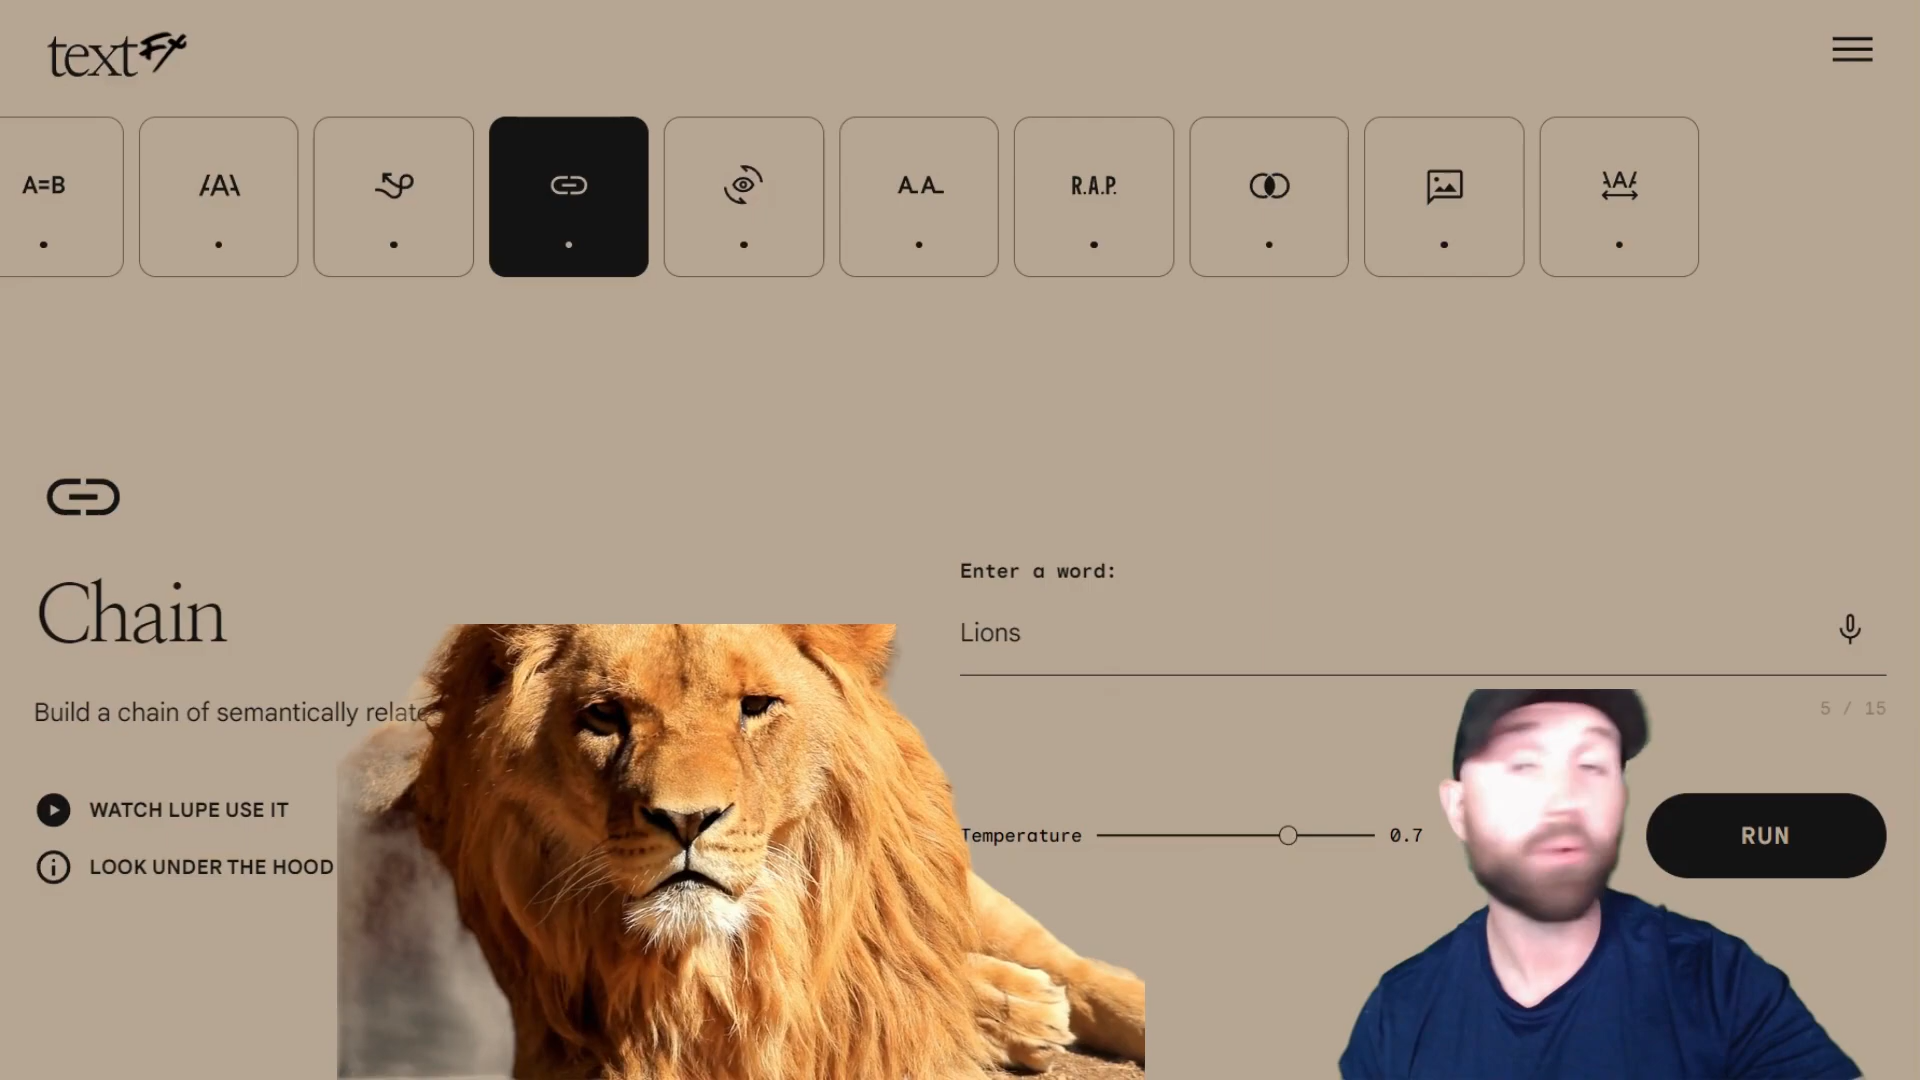 textFX
A=B
/A\
A.A.
R.A.P.
\A/
Chain
Build a chain of semantically
WATCH LUPE USE IT
LOOK UNDER THE HOOD
Enter a word:
Lions
5 / 15
Temperature 0.7
RUN